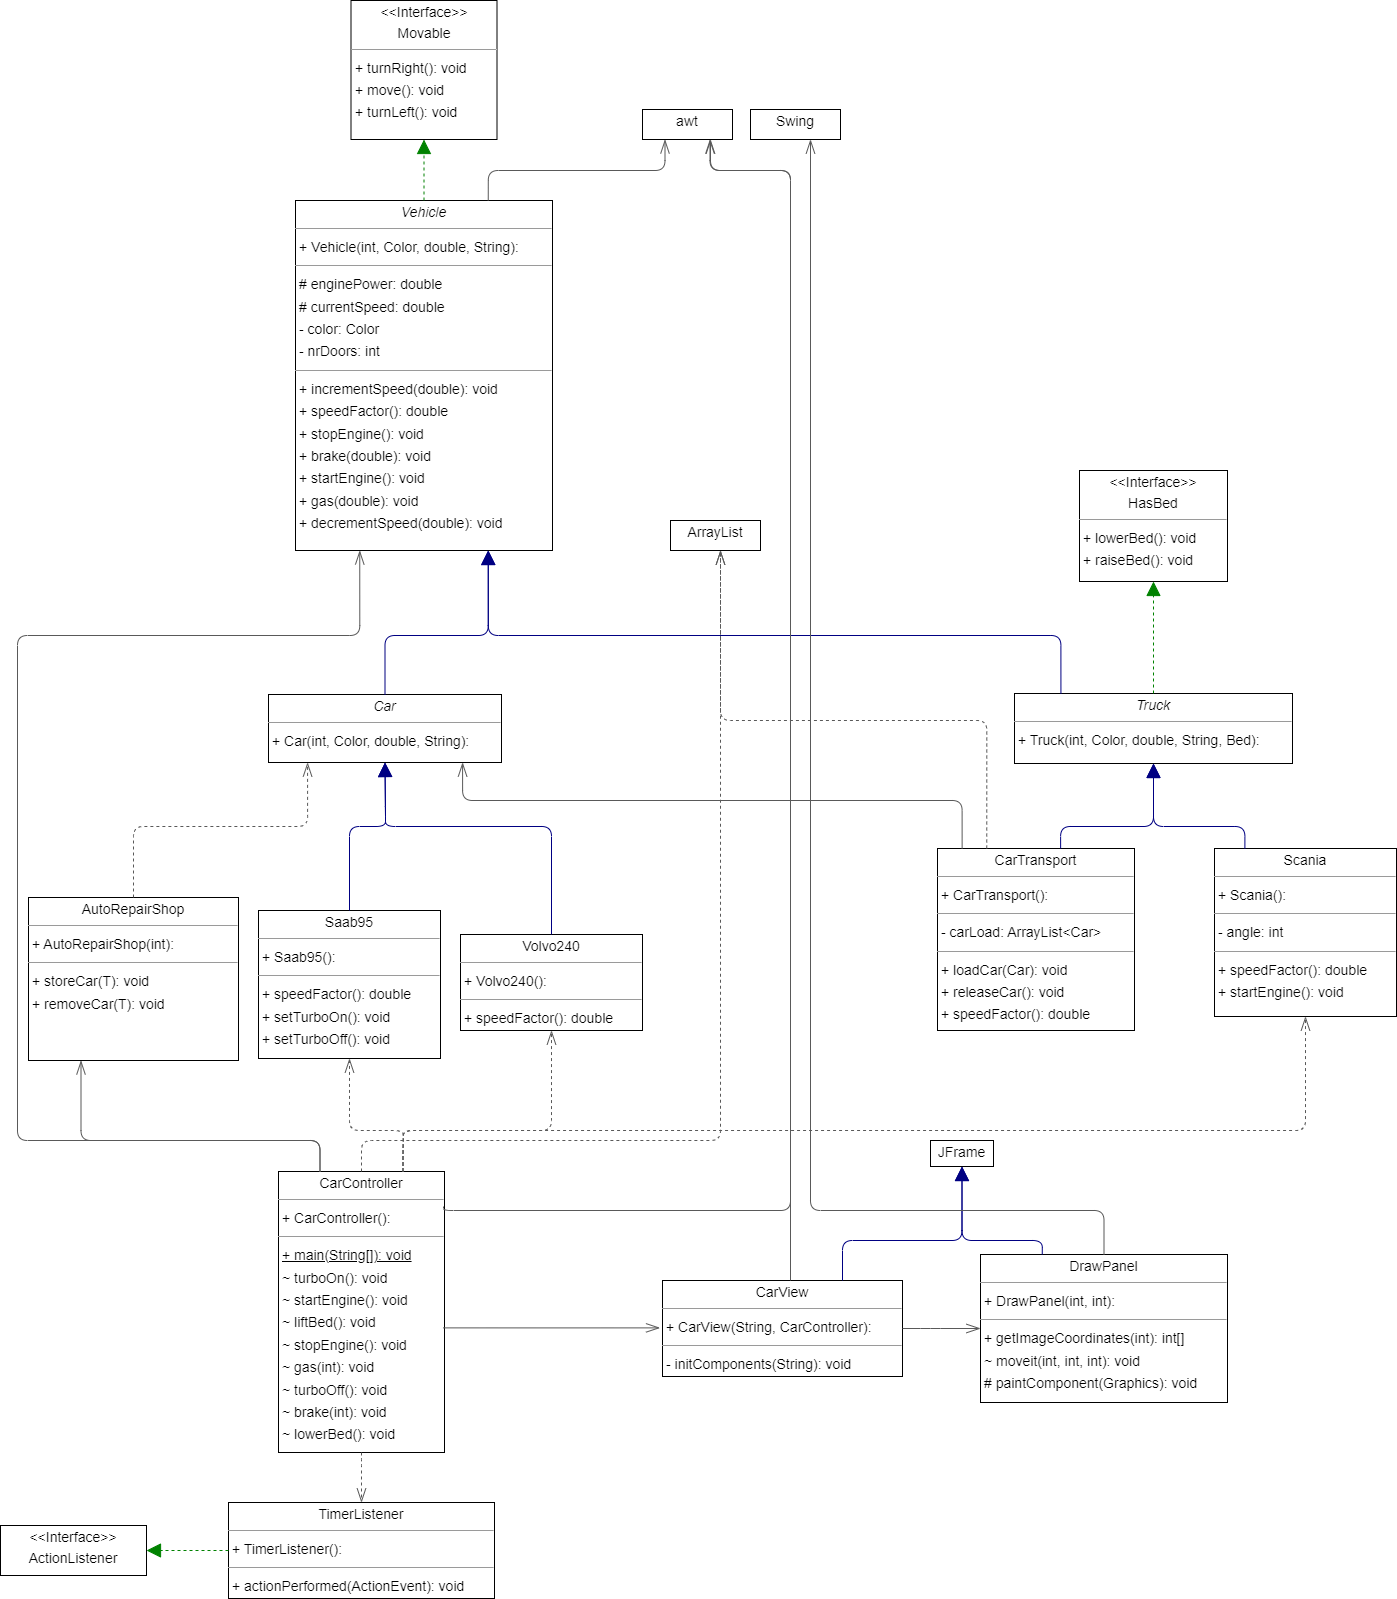 <<Interface>>
Movable
+ turnRight(): void
+ move(): void
+ turnLeft(): void
awt
Swing
Vehicle
+ Vehicle(int, Color, double, String):
# enginePower: double
# currentSpeed: double
- color: Color
- nrDoors: int
+ incrementSpeed(double): void
+ speedFactor(): double
+ stopEngine(): void
+ brake(double): void
+ startEngine(): void
+ gas(double): void
+ decrementSpeed(double): void
<<Interface>>
HasBed
+ lowerBed(): void
+ raiseBed(): void
ArrayList
Car
+ Car(int, Color, double, String):
Truck
+ Truck(int, Color, double, String, Bed):
AutoRepairShop
+ AutoRepairShop(int):
+ storeCar(T): void
+ removeCar(T): void
Saab95
+ Saab95():
+ speedFactor(): double
+ setTurboOn(): void
+ setTurboOff(): void
Volvo240
+ Volvo240():
+ speedFactor(): double
CarTransport
+ CarTransport():
- carLoad: ArrayList<Car>
+ loadCar(Car): void
+ releaseCar(): void
+ speedFactor(): double
Scania
+ Scania():
- angle: int
+ speedFactor(): double
+ startEngine(): void
JFrame
CarController
+ CarController():
+ main(String[]): void
~ turboOn(): void
~ startEngine(): void
~ liftBed(): void
~ stopEngine(): void
~ gas(int): void
~ turboOff(): void
~ brake(int): void
~ lowerBed(): void
CarView
+ CarView(String, CarController):
- initComponents(String): void
DrawPanel
+ DrawPanel(int, int):
+ getImageCoordinates(int): int[]
~ moveit(int, int, int): void
# paintComponent(Graphics): void
<<Interface>>
ActionListener
TimerListener
+ TimerListener():
+ actionPerformed(ActionEvent): void